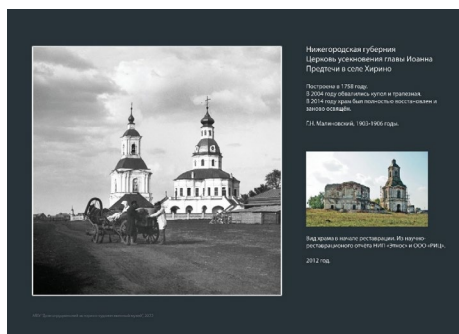 Нижегородская губерния
Церковь усекновения главы Иоанна
Предтечи в селе Хирино
Построена в 1788 году.
В 2004 году обвалились купол и трапезная.
В 2014 году храм был полностью восстановлен и
заново освящён.
Г.Н. Малиновский, 1903-1906 годы.
Вид храма в начале реставрации. Из научно-
реставрационого отчёта НИП «Этнос» и ООО «РИЦ».
2012 год.